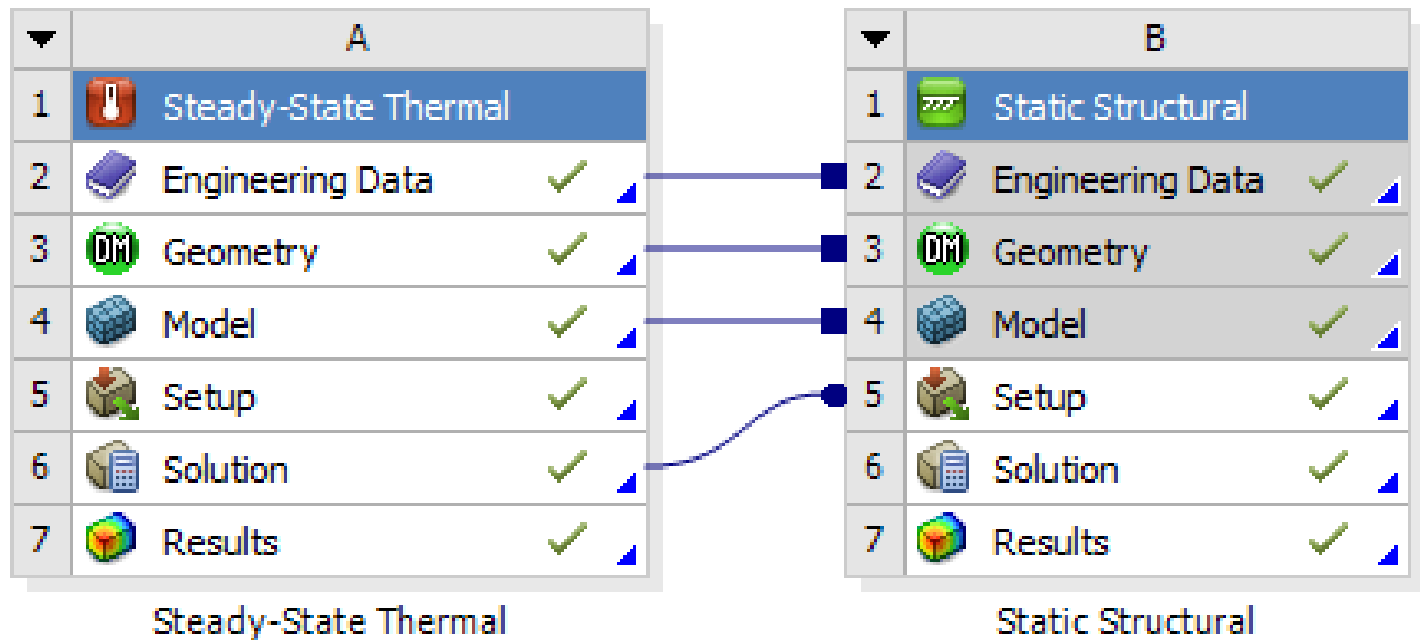 A
1 Steady-State Thermal
2 Engineering Data
3 DM Geometry
4 Model
5 Setup
6 Solution
7 Results
Steady-State Thermal
B
1 Static Structural
2 Engineering Data
3 DM Geometry
4 Model
5 Setup
6 Solution
7 Results
Static Structural